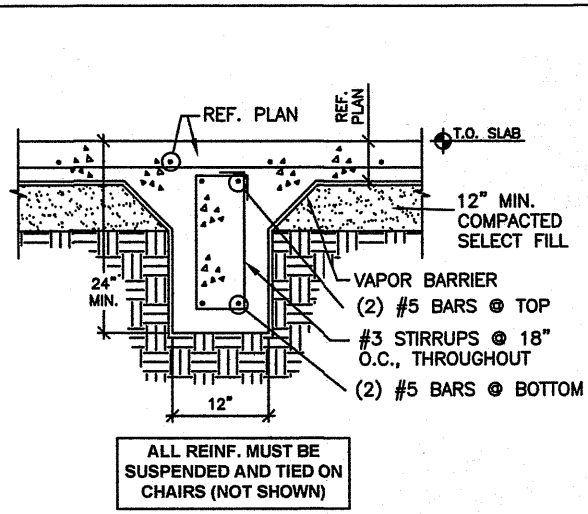 REF. PLAN
REF.
PLAN
T.O. SLAB
12" MIN.
COMPACTED
SELECT FILL
24"
MIN.
VAPOR BARRIER
(2) #5 BARS @ TOP
#3 STIRRUPS @ 18"
O.C., THROUGHOUT
(2) #5 BARS @ BOTTOM
12"
ALL REINF. MUST BE
SUSPENDED AND TIED ON
CHAIRS (NOT SHOWN)